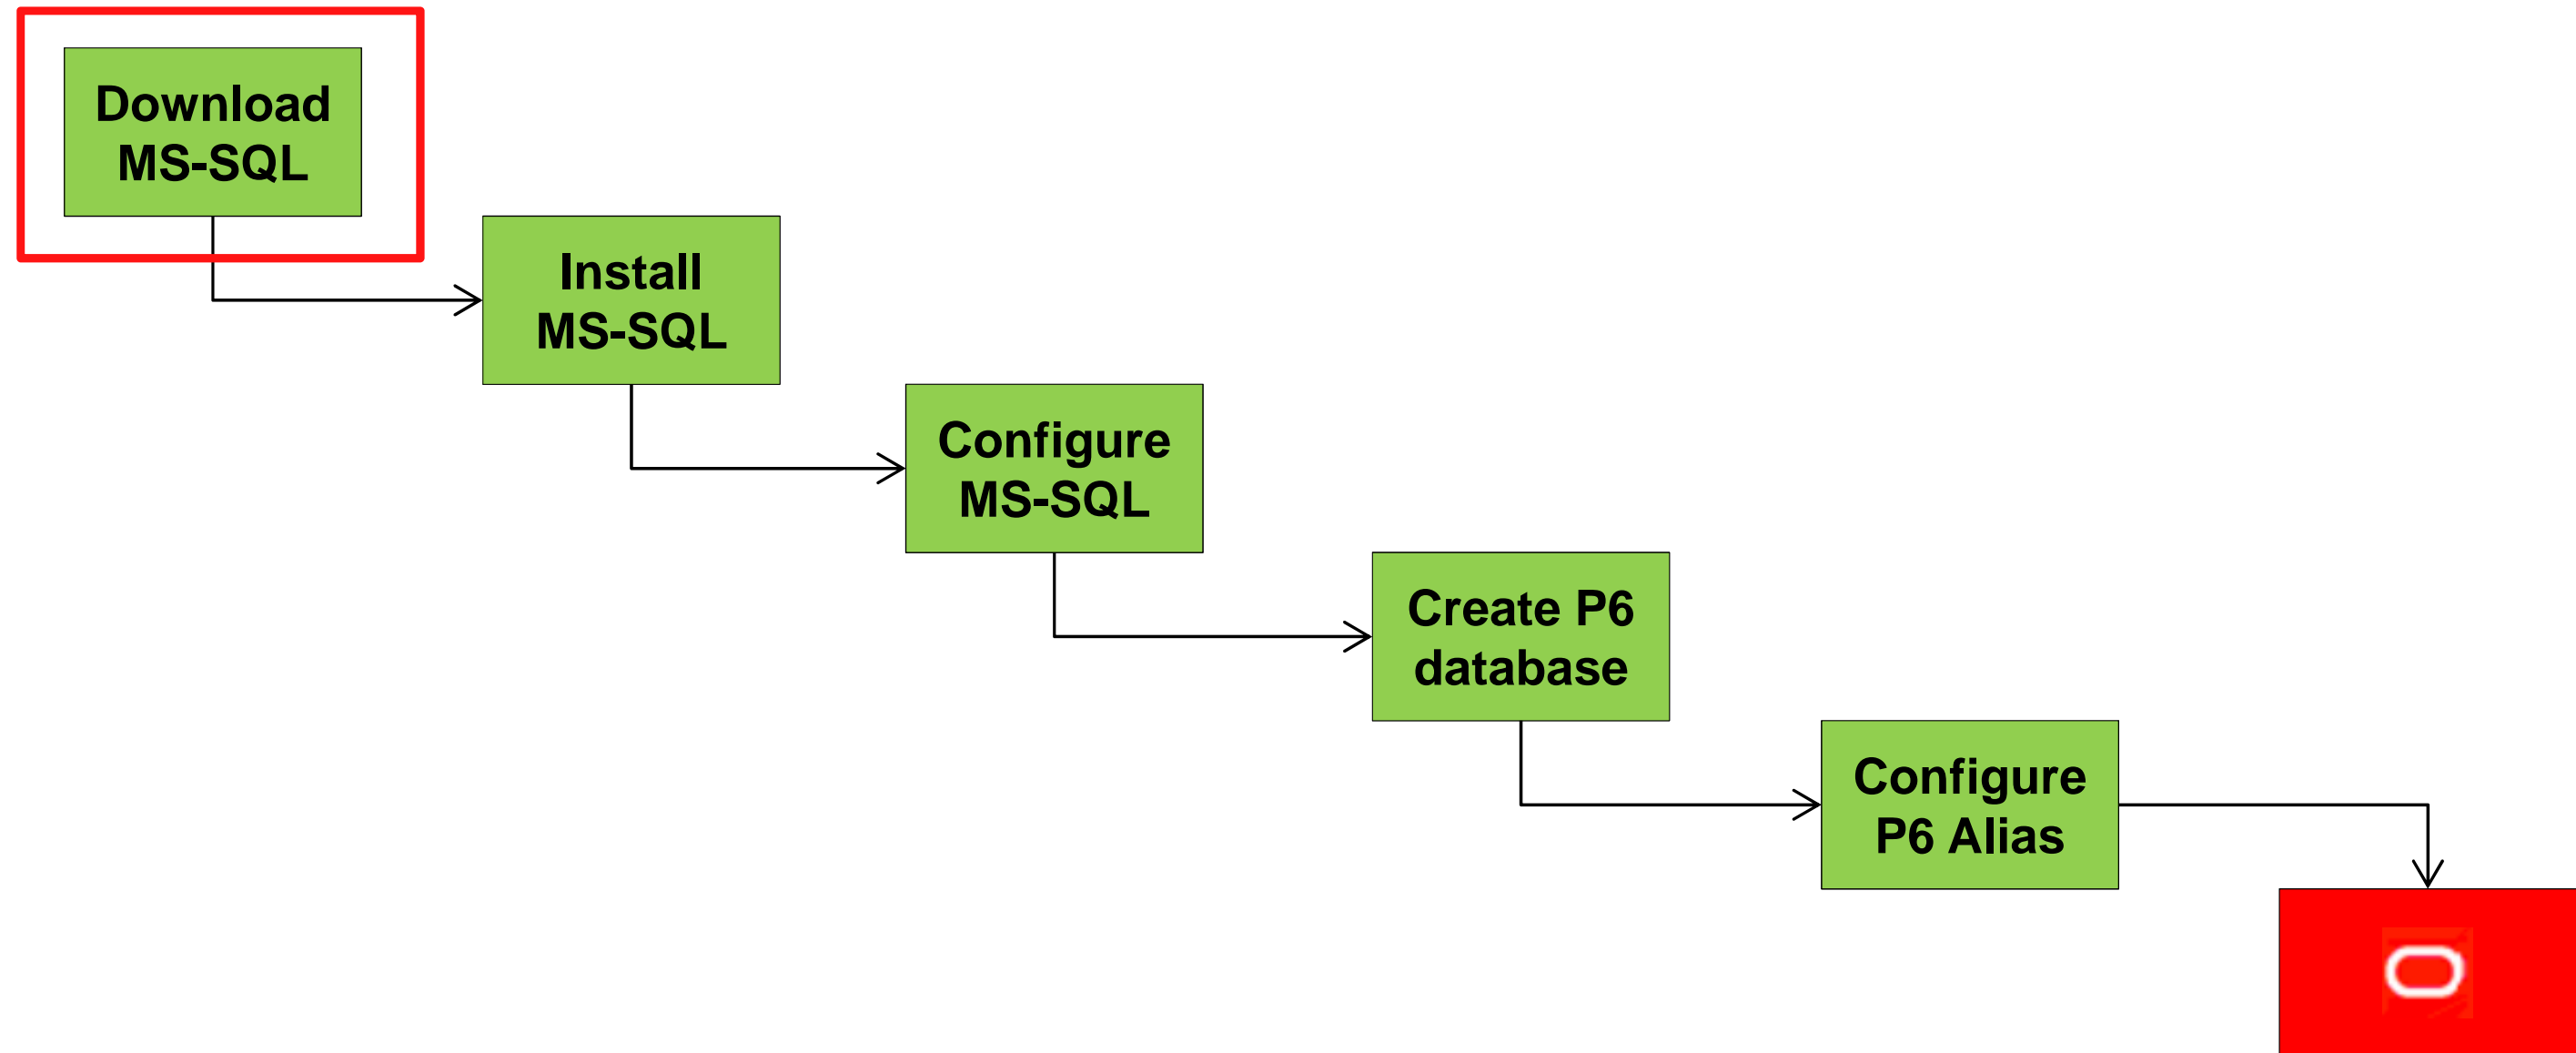 Download
MS-SQL
Install
MS-SQL
Configure
MS-SQL
Create P6
database
Configure
P6 Alias